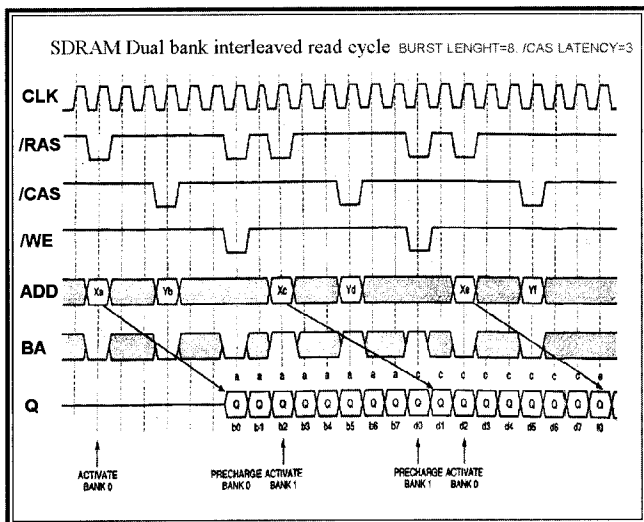 SDRAM Dual bank interleaved read cycle BURST LENGHT=8, /CAS LATENCY=3
CLK
/RAS
/CAS
/WE
ADD Xa Yb Xc Yd Xe Yf
BA
a a a a a a a a c c c c c c c c e
Q Q Q Q Q Q Q Q Q Q Q Q Q Q Q Q Q Q
b0 b1 b2 b3 b4 b5 b6 b7 d0 d1 d2 d3 d4 d5 d6 d7 f0
ACTIVATE PRECHARGE ACTIVATE PRECHARGE ACTIVATE
BANK 0 BANK 0 BANK 1 BANK 1 BANK 0